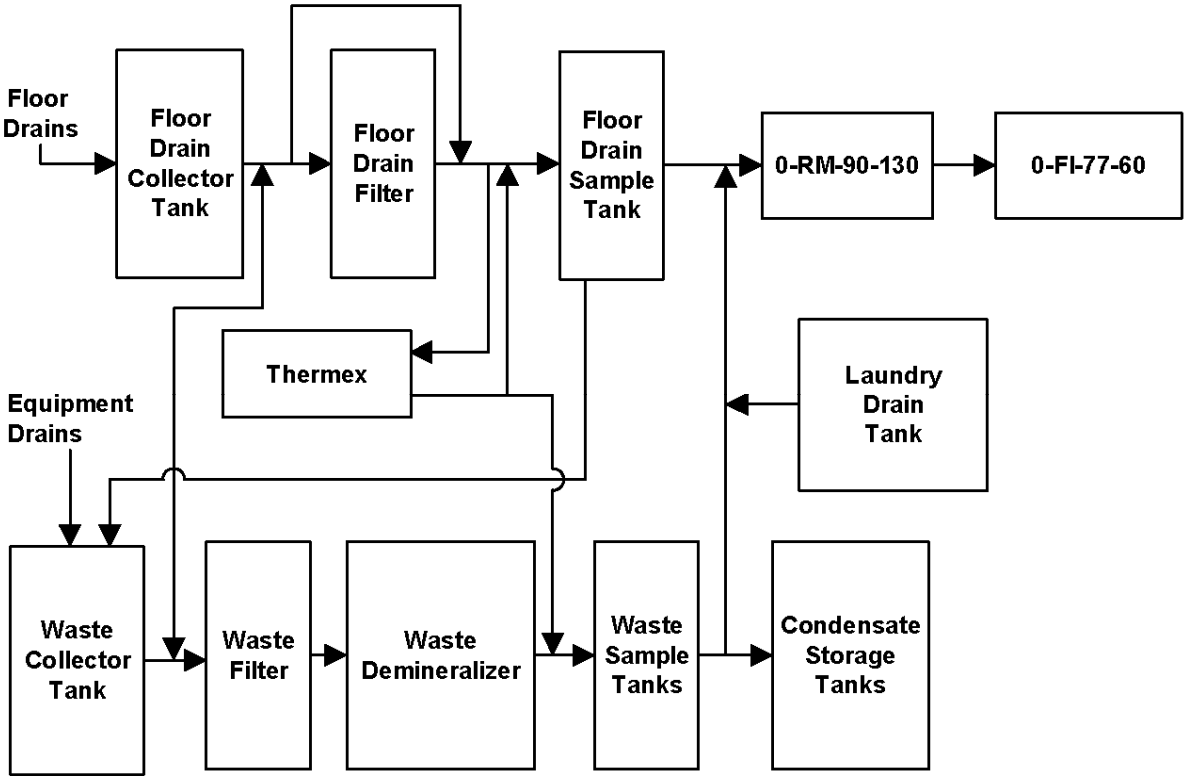 Floor
Drains
Floor
Drain
Collector
Tank
Floor
Drain
Filter
Floor
Drain
Sample
Tank
0-RM-90-130
0-FI-77-60
Thermex
Laundry
Drain
Tank
Equipment
Drains
Waste
Collector
Tank
Waste
Filter
Waste
Demineralizer
Waste
Sample
Tanks
Condensate
Storage
Tanks